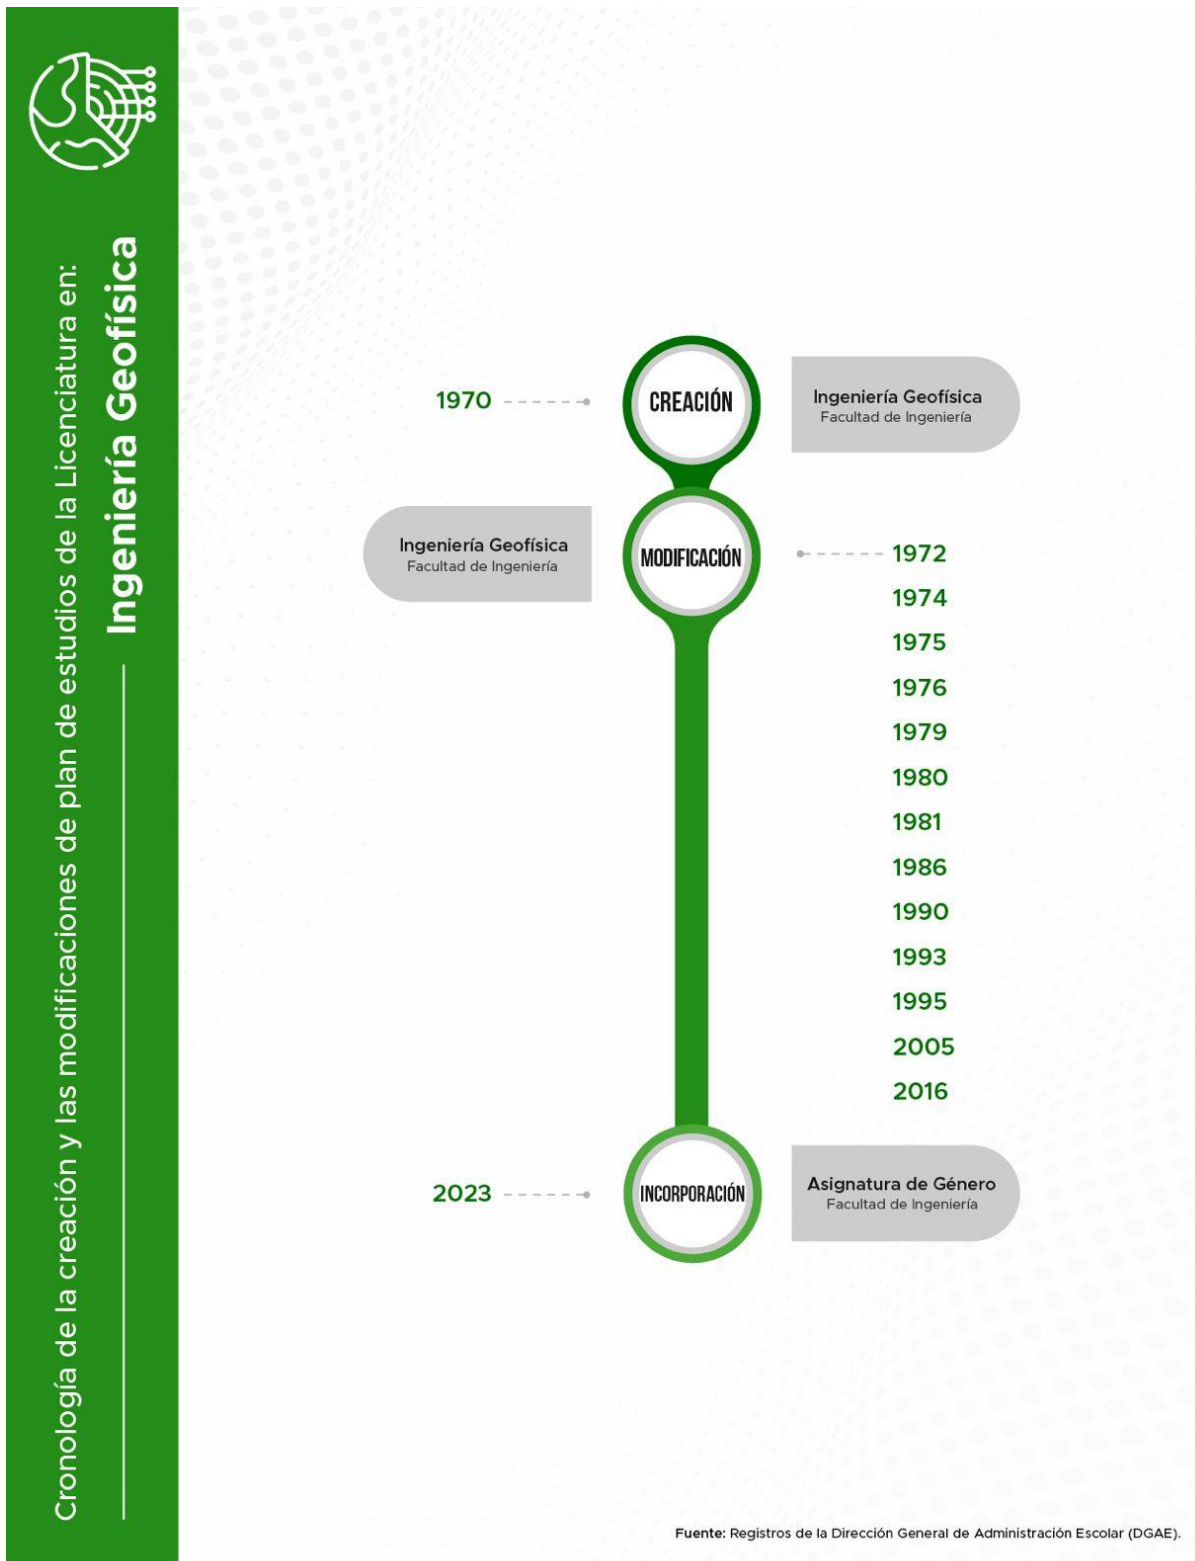 Cronología de la creación y las modificaciones de plan de estudios de la Licenciatura en:
Ingeniería Geofísica
1970
CREACIÓN
Ingeniería Geofísica
Facultad de Ingeniería
Ingeniería Geofísica
Facultad de Ingeniería
MODIFICACIÓN
1972
1974
1975
1976
1979
1980
1981
1986
1990
1993
1995
2005
2016
2023
INCORPORACIÓN
Asignatura de Género
Facultad de Ingeniería
Fuente: Registros de la Dirección General de Administración Escolar (DGAE).